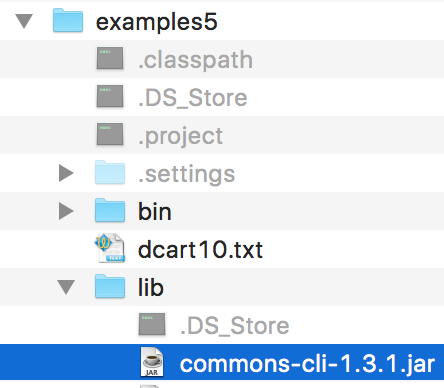 examples5
.classpath
.DS_Store
.project
.settings
bin
dcart10.txt
lib
.DS_Store
commons-cli-1.3.1.jar